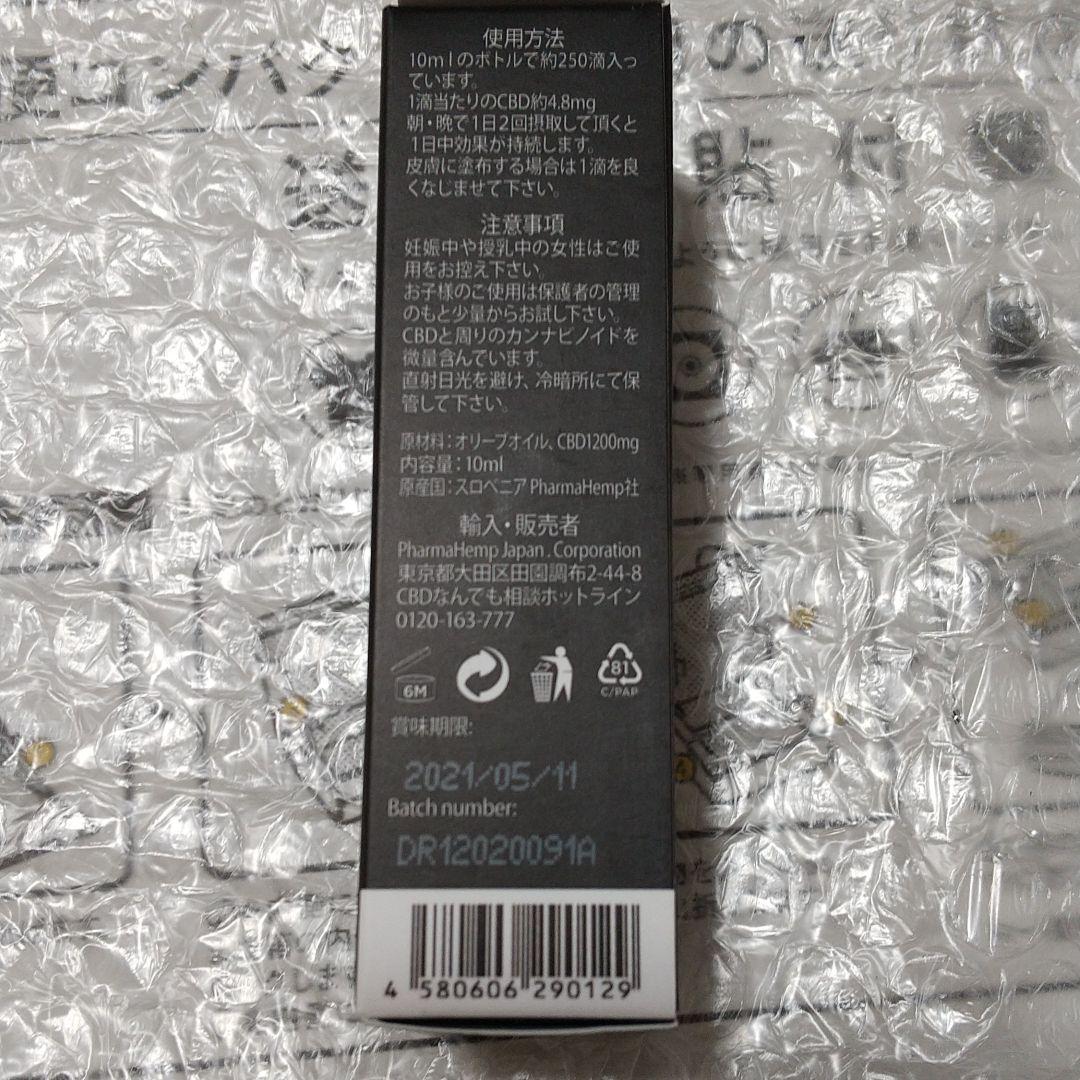 使用方法
10mlのボトルで約250滴入っ
ています。
1滴当たりのCBD約4.8mg
朝・晩で1日2回摂取して頂くと
1日中効果が持続します。
皮膚に塗布する場合は1滴を良
くなじませて下さい。
注意事項
妊娠中や授乳中の女性はご使
用をお控え下さい。
お子様のご使用は保護者の管理
のもと少量からお試し下さい。
CBDと周りのカンナビノイドを
微量含んでいます。
直射日光を避け、冷暗所にて保
管して下さい。
原材料：オリーブオイル、CBD1200mg
内容量：10ml
原産国：スロベニア PharmaHemp社
輸入・販売者
PharmaHemp Japan . Corporation
東京都大田区田園調布2-44-8
CBDなんでも相談ホットライン
0120-163-777
6M
81
C/PAP
賞味期限:
2021/05/11
Batch number:
DR12020091A
4 580606 290129